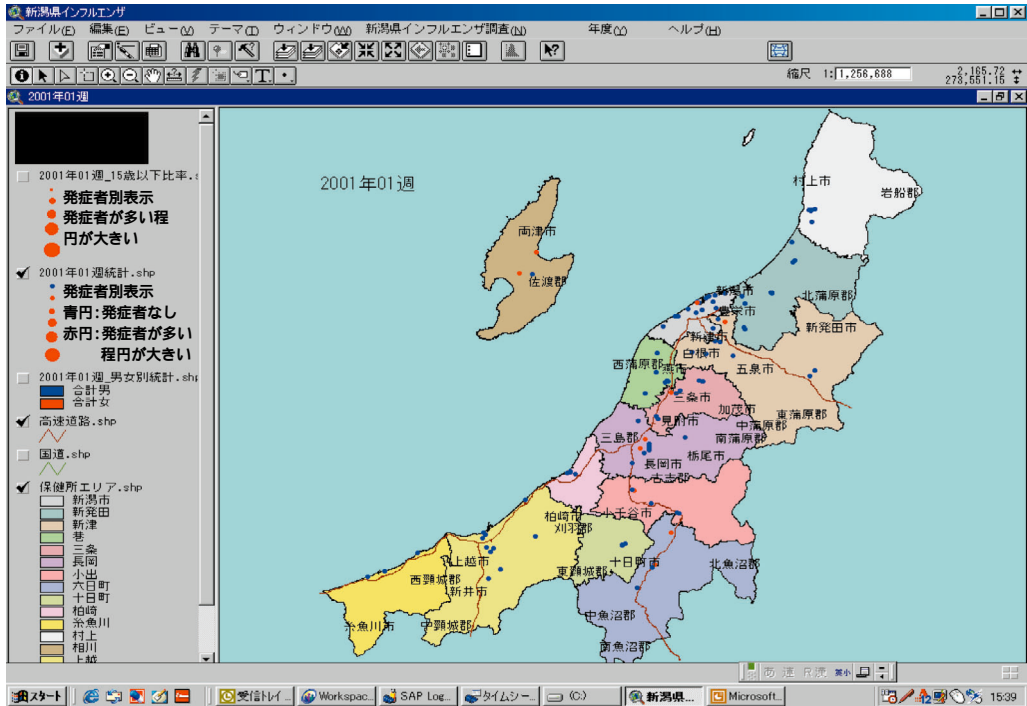 新潟県インフルエンザ
ファイル(F) 編集(E) ビュー(V) テーマ(T) ウィンドウ(W) 新潟県インフルエンザ調査(N) 年度(Y) ヘルプ(H)
縮尺 1: 1,256,688
2,165.72
273,551.15
2001年01週
2001年01週_15歳以下比率.s
発症者別表示
発症者が多い程
円が大きい
2001年01週統計.shp
発症者別表示
青円:発症者なし
赤円:発症者が多い
程円が大きい
2001年01週_男女別統計.shp
合計男
合計女
高速道路.shp
国道.shp
保健所エリア.shp
新潟市
新発田
新津
巻
三条
長岡
小出
六日町
十日町
柏崎
糸魚川
村上
相川
上越
2001年01週
村上市
岩船郡
両津市
佐渡郡
新潟市
豊栄市
北蒲原郡
新発田市
新津市
白根市
西蒲原郡
燕市
五泉市
三条市
加茂市
東蒲原郡
中蒲原郡
見附市
三島郡
南蒲原郡
栃尾市
長岡市
古志郡
小千谷市
柏崎市
刈羽郡
上越市
東頸城郡
十日町市
北魚沼郡
西頸城郡
新井市
中魚沼郡
糸魚川市
中頸城郡
南魚沼郡
スタート
受信トレイ ...
Workspac...
SAP Log...
タイムシー...
(C:)
新潟県...
Microsoft...
15:39